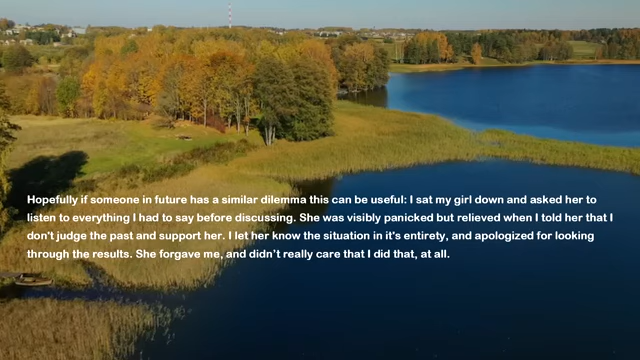 Hopefully if someone in future has a similar dilemma this can be useful: I sat my girl down and asked her to
listen to everything I had to say before discussing. She was visibly panicked but relieved when I told her that I
don't judge the past and support her. I let her know the situation in it's entirety, and apologized for looking
through the results. She forgave me, and didn’t really care that I did that, at all.